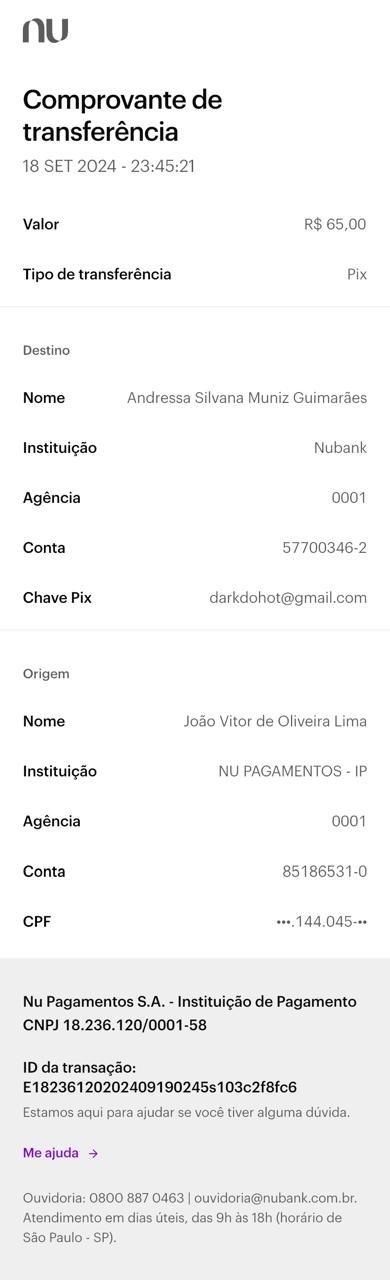 nu
Comprovante de
transferência
18 SET 2024 - 23:45:21
Valor R$ 65,00
Tipo de transferência Pix
Destino
Nome Andressa Silvana Muniz Guimarães
Instituição Nubank
Agência 0001
Conta 57700346-2
Chave Pix darkdohot@gmail.com
Origem
Nome João Vitor de Oliveira Lima
Instituição NU PAGAMENTOS - IP
Agência 0001
Conta 85186531-0
CPF •••.144.045-••
Nu Pagamentos S.A. - Instituição de Pagamento
CNPJ 18.236.120/0001-58
ID da transação:
E18236120202409190245s103c2f8fc6
Estamos aqui para ajudar se você tiver alguma dúvida.
Me ajuda →
Ouvidoria: 0800 887 0463 | ouvidoria@nubank.com.br.
Atendimento em dias úteis, das 9h às 18h (horário de
São Paulo - SP).